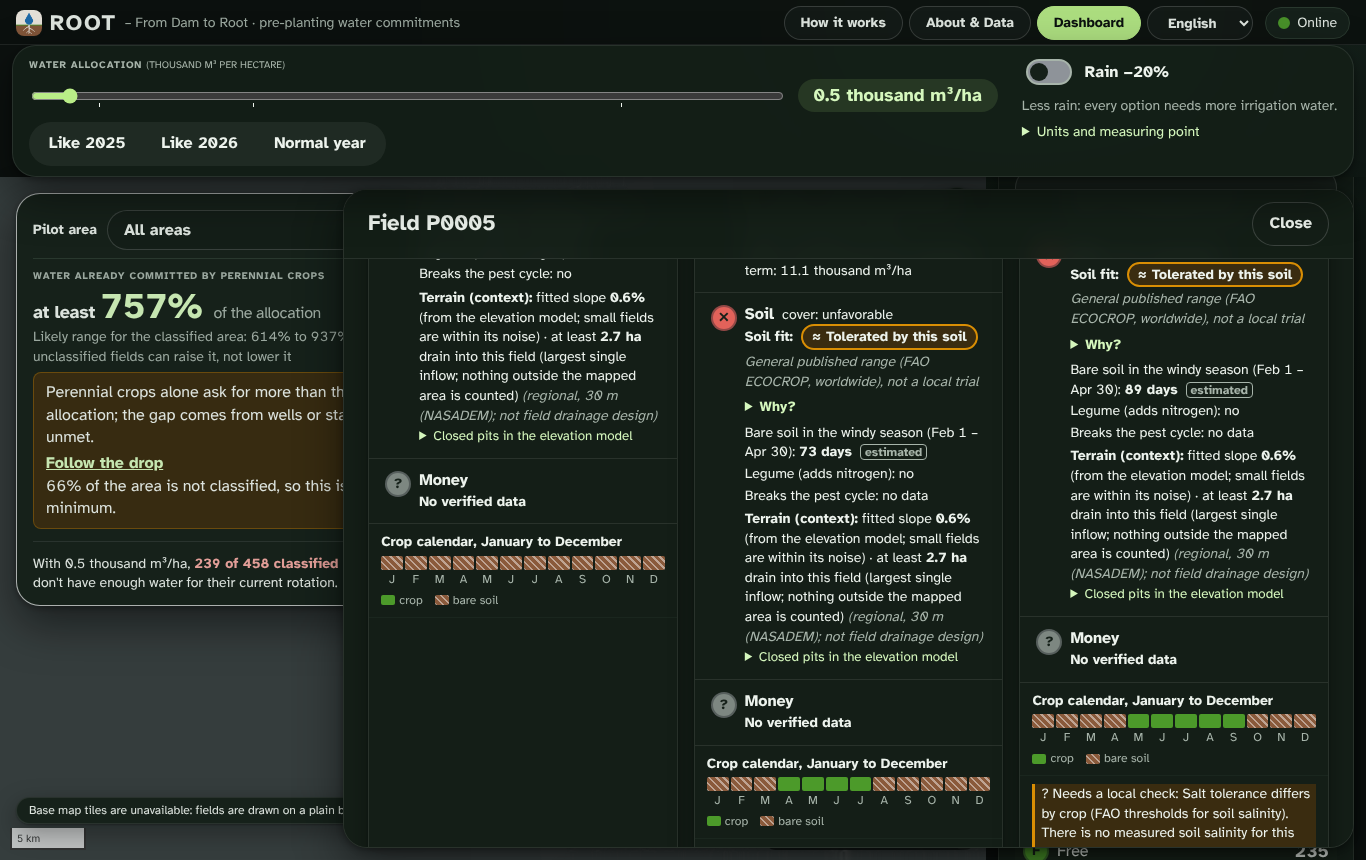 ROOT – From Dam to Root · pre-planting water commitments
How it works
About & Data
Dashboard
English
Online
WATER ALLOCATION (THOUSAND M³ PER HECTARE)
0.5 thousand m³/ha
Like 2025
Like 2026
Normal year
Rain −20%
Less rain: every option needs more irrigation water.
Units and measuring point
Pilot area
All areas
WATER ALREADY COMMITTED BY PERENNIAL CROPS
at least 757% of the allocation
Likely range for the classified area: 614% to 937%
unclassified fields can raise it, not lower it
Perennial crops alone ask for more than th
allocation; the gap comes from wells or sta
unmet.
Follow the drop
66% of the area is not classified, so this is
minimum.
With 0.5 thousand m³/ha, 239 of 458 classified
don't have enough water for their current rotation.
Base map tiles are unavailable: fields are drawn on a plain b
5 km
Field P0005
Close
Breaks the pest cycle: no
Terrain (context): fitted slope 0.6%
(from the elevation model; small fields
are within its noise) · at least 2.7 ha
drain into this field (largest single
inflow; nothing outside the mapped
area is counted) (regional, 30 m
(NASADEM); not field drainage design)
Closed pits in the elevation model
?
Money
No verified data
Crop calendar, January to December
J F M A M J J A S O N D
crop bare soil
term: 11.1 thousand m³/ha
✕
Soil cover: unfavorable
Soil fit: ≈ Tolerated by this soil
General published range (FAO
ECOCROP, worldwide), not a local trial
Why?
Bare soil in the windy season (Feb 1 –
Apr 30): 73 days estimated
Legume (adds nitrogen): no
Breaks the pest cycle: no data
Terrain (context): fitted slope 0.6%
(from the elevation model; small fields
are within its noise) · at least 2.7 ha
drain into this field (largest single
inflow; nothing outside the mapped
area is counted) (regional, 30 m
(NASADEM); not field drainage design)
Closed pits in the elevation model
?
Money
No verified data
Crop calendar, January to December
J F M A M J J A S O N D
crop bare soil
Soil fit: ≈ Tolerated by this soil
General published range (FAO
ECOCROP, worldwide), not a local trial
Why?
Bare soil in the windy season (Feb 1 –
Apr 30): 89 days estimated
Legume (adds nitrogen): no
Breaks the pest cycle: no data
Terrain (context): fitted slope 0.6%
(from the elevation model; small fields
are within its noise) · at least 2.7 ha
drain into this field (largest single
inflow; nothing outside the mapped
area is counted) (regional, 30 m
(NASADEM); not field drainage design)
Closed pits in the elevation model
?
Money
No verified data
Crop calendar, January to December
J F M A M J J A S O N D
crop bare soil
? Needs a local check: Salt tolerance differs
by crop (FAO thresholds for soil salinity).
There is no measured soil salinity for this
F Free 235